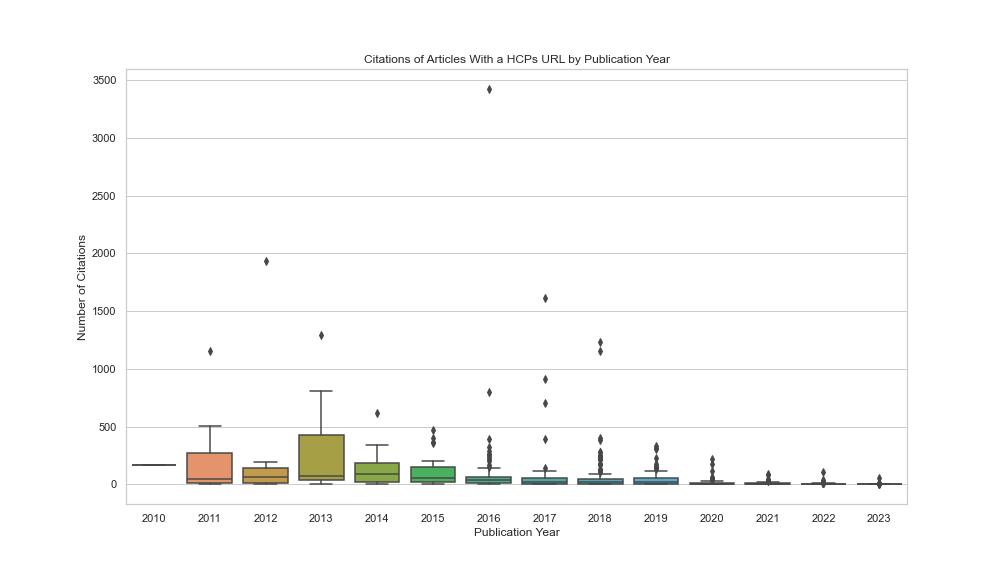 Citations of Articles With a HCPs URL by Publication Year
3500
3000
2500
2000
1500
1000
500
0
Number of Citations
2010 2011 2012 2013 2014 2015 2016 2017 2018 2019 2020 2021 2022 2023
Publication Year